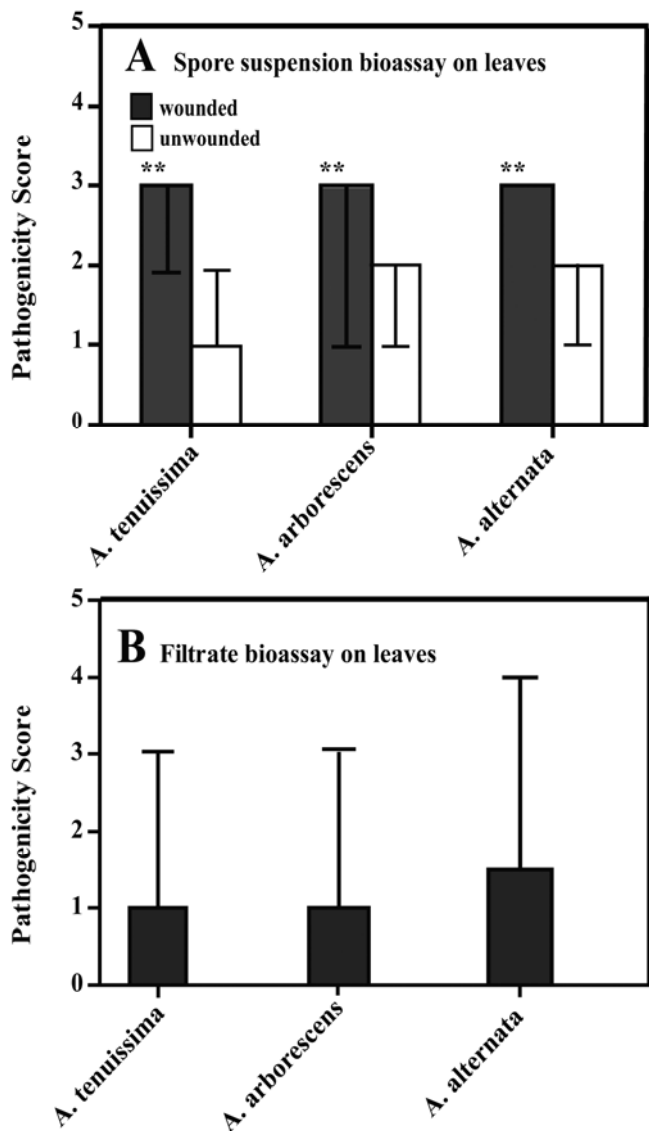 5
A Spore suspension bioassay on leaves
wounded
4
unwounded
** ** **
3
2
1
0
Pathogenicity Score
A. tenuissima
A. arborescens
A. alternata
5
B Filtrate bioassay on leaves
4
3
2
1
0
Pathogenicity Score
A. tenuissima
A. arborescens
A. alternata